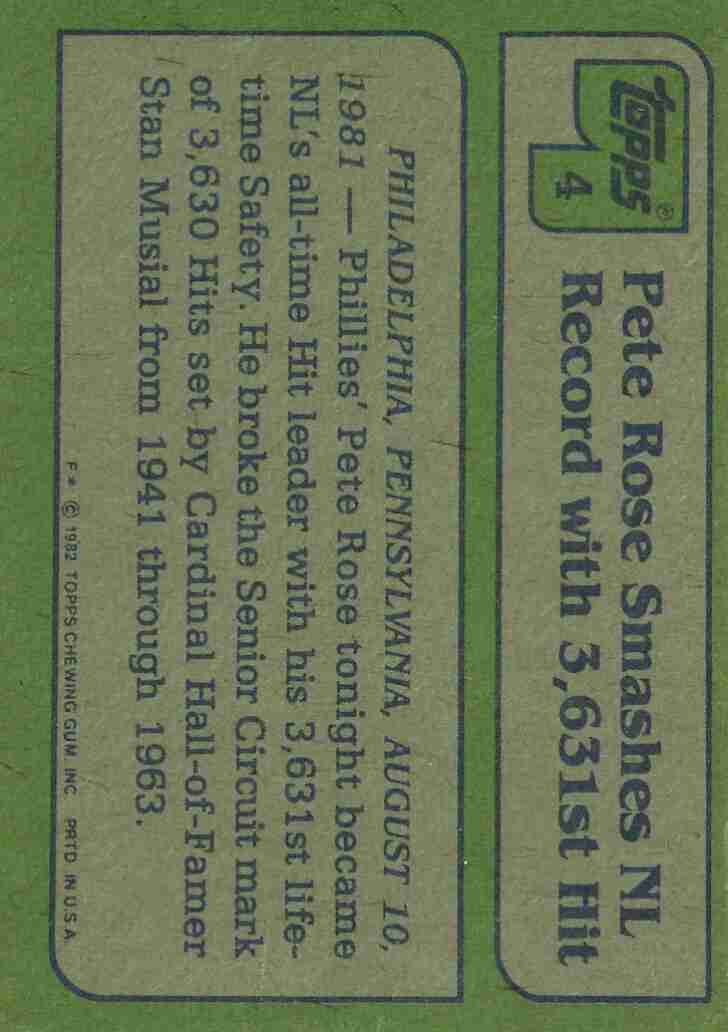 topps®
4
Pete Rose Smashes NL
Record with 3,631st Hit
PHILADELPHIA, PENNSYLVANIA, AUGUST 10,
1981 — Phillies' Pete Rose tonight became
NL's all-time Hit leader with his 3,631st life-
time Safety. He broke the Senior Circuit mark
of 3,630 Hits set by Cardinal Hall-of-Famer
Stan Musial from 1941 through 1963.
F* © 1982 TOPPS CHEWING GUM INC. PRTD. IN U.S.A.